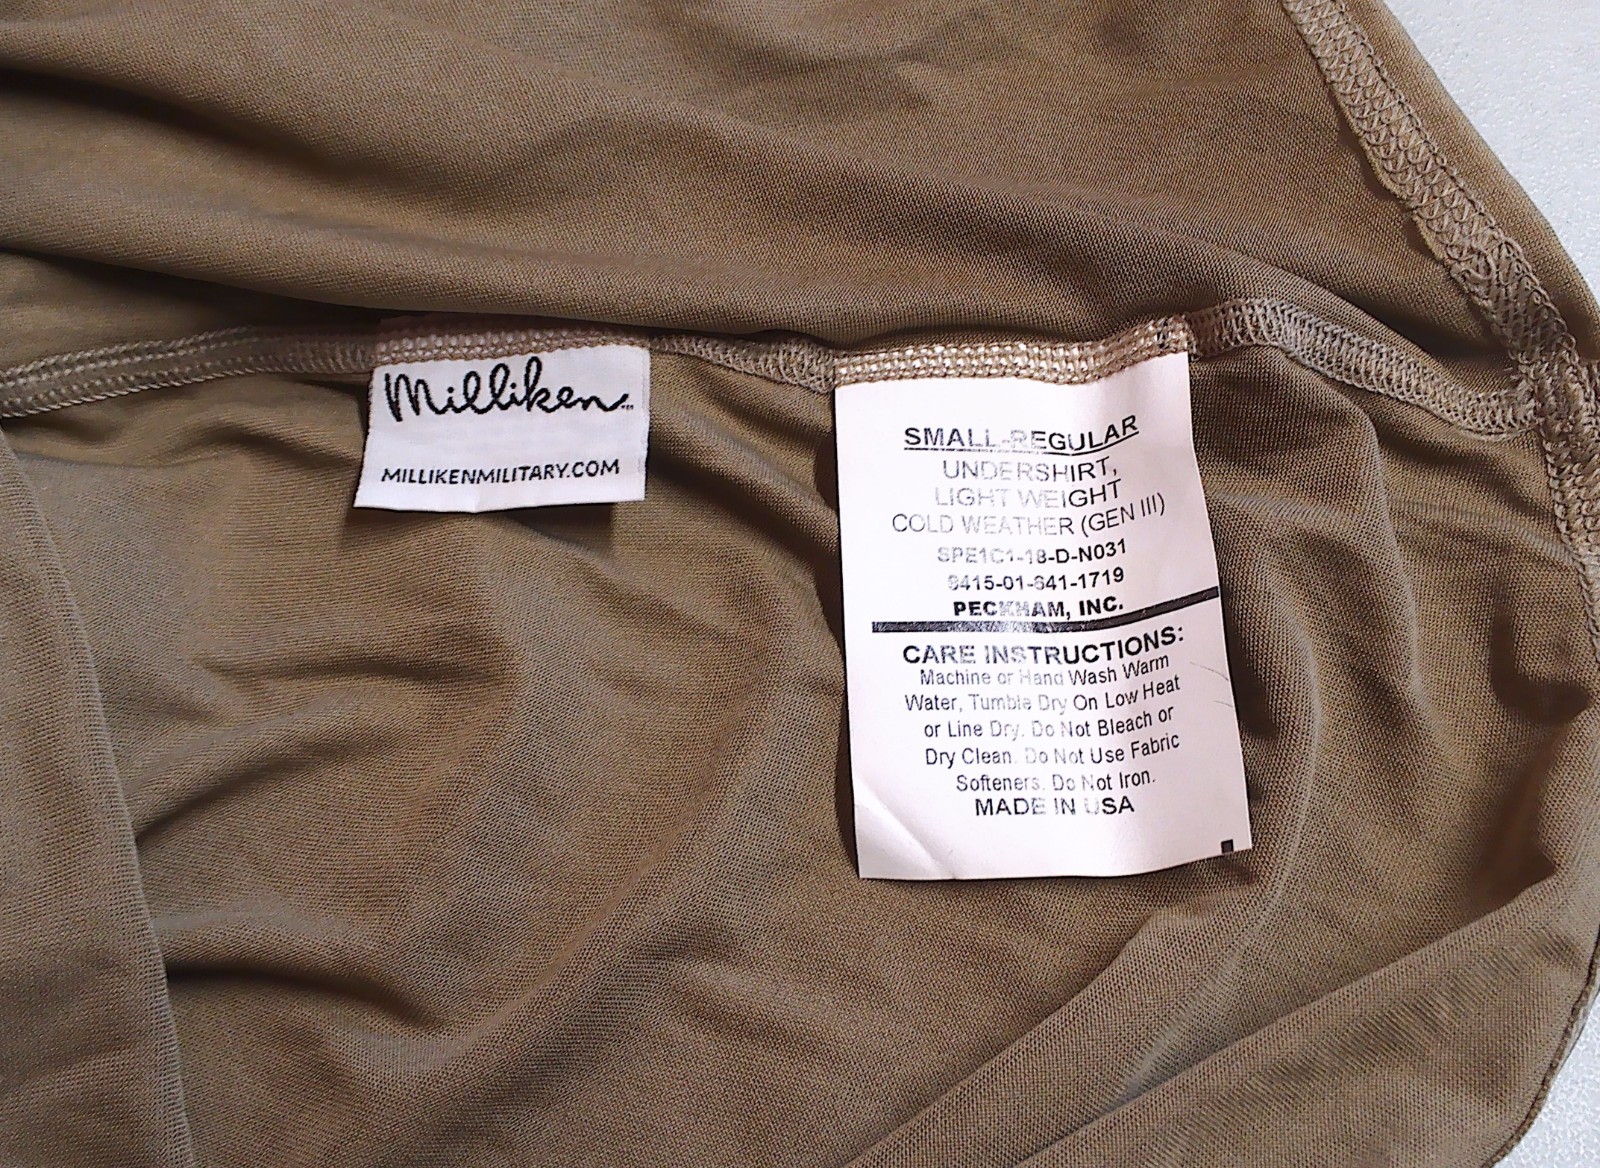 Milliken™
MILLIKENMILITARY.COM
SMALL-REGULAR
UNDERSHIRT,
LIGHT WEIGHT
COLD WEATHER (GEN III)
SPE1C1-18-D-N031
8415-01-641-1719
PECKHAM, INC.
CARE INSTRUCTIONS:
Machine or Hand Wash Warm
Water, Tumble Dry On Low Heat
or Line Dry. Do Not Bleach or
Dry Clean. Do Not Use Fabric
Softeners. Do Not Iron.
MADE IN USA